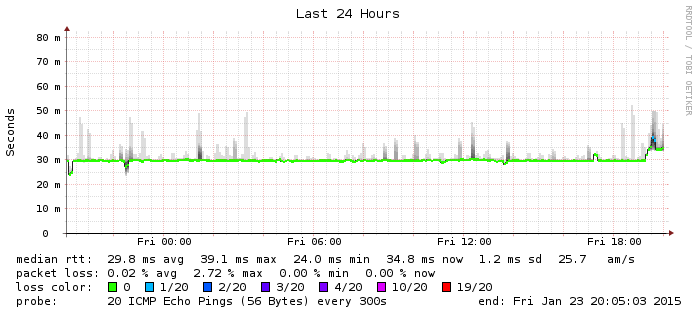 Last 24 Hours
RRDTOOL / TOBI OETIKER
Seconds
80 m
70 m
60 m
50 m
40 m
30 m
20 m
10 m
0
Fri 00:00 Fri 06:00 Fri 12:00 Fri 18:00
median rtt: 29.8 ms avg 39.1 ms max 24.0 ms min 34.8 ms now 1.2 ms sd 25.7 am/s
packet loss: 0.02 % avg 2.72 % max 0.00 % min 0.00 % now
loss color: 0 1/20 2/20 3/20 4/20 10/20 19/20
probe: 20 ICMP Echo Pings (56 Bytes) every 300s end: Fri Jan 23 20:05:03 2015